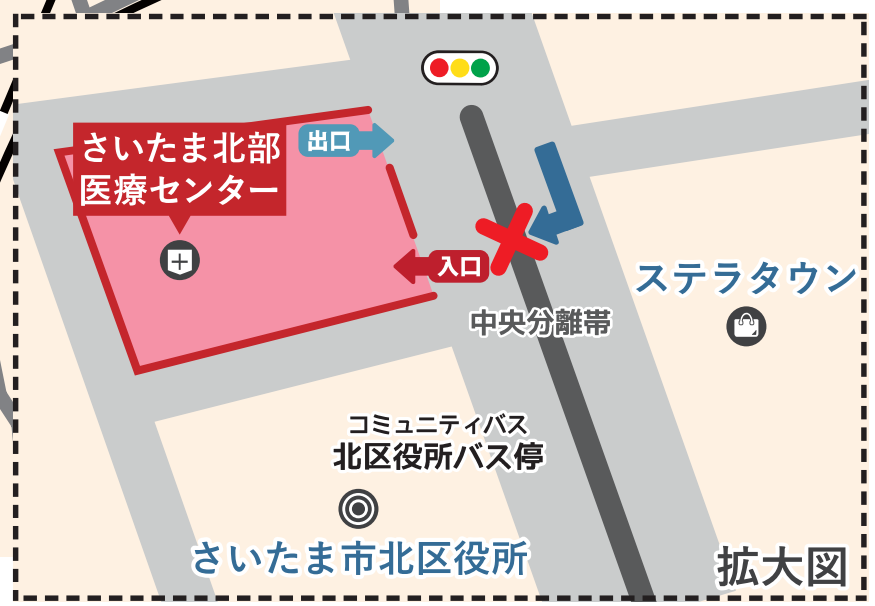 さいたま北部
医療センター
出口
入口
ステラタウン
中央分離帯
コミュニティバス
北区役所バス停
さいたま市北区役所
拡大図